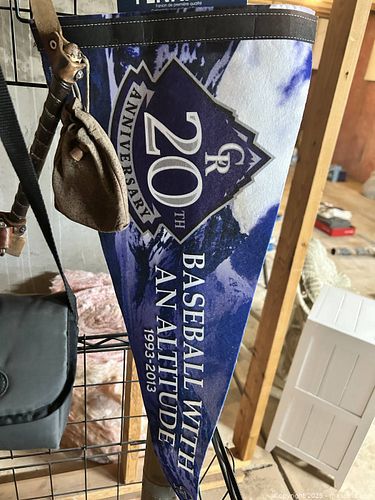 CR
20TH
ANNIVERSARY
BASEBALL WITH
AN ALTITUDE
1993-2013